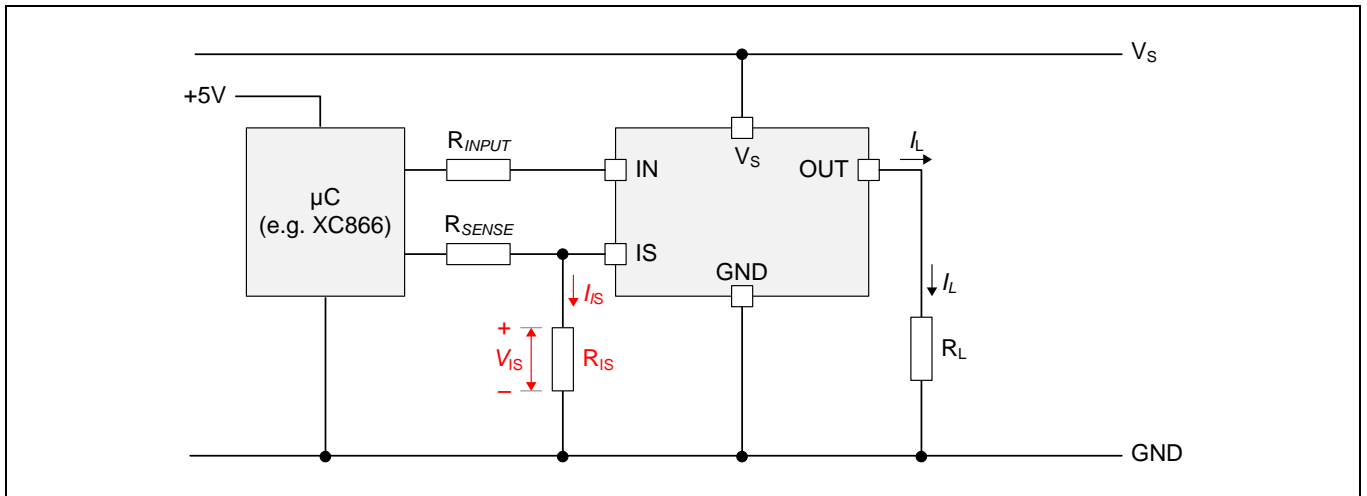 V_S
+5V
R_INPUT
V_S
I_L
IN
OUT
µC
(e.g. XC866)
R_SENSE
IS
GND
I_IS
I_L
+
V_IS
R_IS
R_L
–
GND